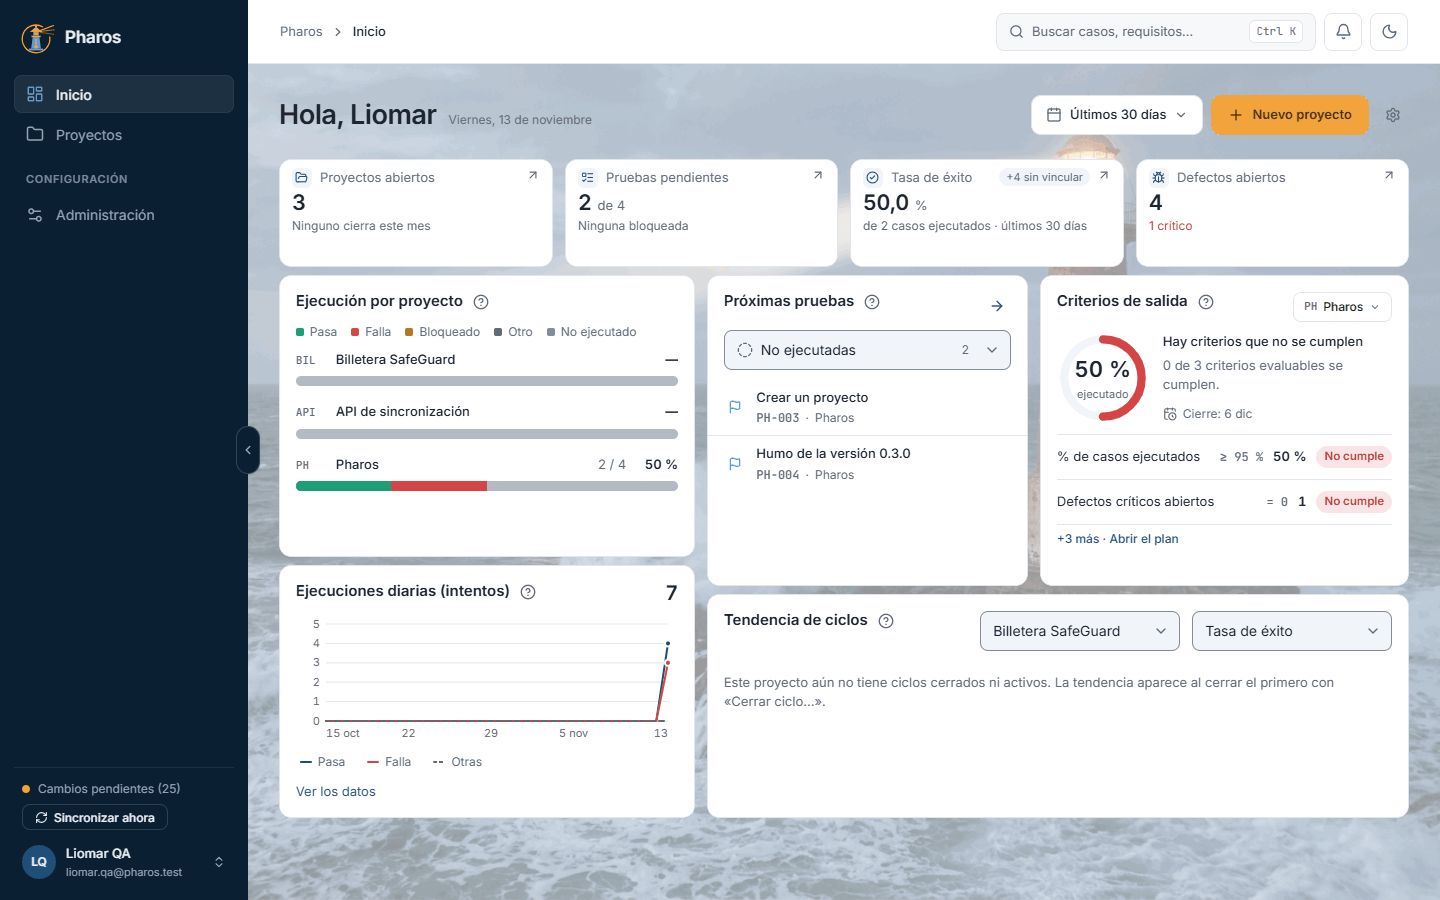 Pharos
Inicio
Proyectos
CONFIGURACIÓN
Administración
Cambios pendientes (25)
Sincronizar ahora
LQ
Liomar QA
liomar.qa@pharos.test
Pharos > Inicio
Buscar casos, requisitos... Ctrl K
Hola, Liomar Viernes, 13 de noviembre
Últimos 30 días
Nuevo proyecto
Proyectos abiertos
3
Ninguno cierra este mes
Pruebas pendientes
2 de 4
Ninguna bloqueada
Tasa de éxito +4 sin vincular
50,0 %
de 2 casos ejecutados · últimos 30 días
Defectos abiertos
4
1 crítico
Ejecución por proyecto
Pasa Falla Bloqueado Otro No ejecutado
BIL Billetera SafeGuard —
API API de sincronización —
PH Pharos 2 / 4 50 %
Próximas pruebas
No ejecutadas 2
Crear un proyecto
PH-003 · Pharos
Humo de la versión 0.3.0
PH-004 · Pharos
Criterios de salida
PH Pharos
50 %
ejecutado
Hay criterios que no se cumplen
0 de 3 criterios evaluables se
cumplen.
Cierre: 6 dic
% de casos ejecutados ≥ 95 % 50 % No cumple
Defectos críticos abiertos = 0 1 No cumple
+3 más · Abrir el plan
Ejecuciones diarias (intentos) 7
5
4
3
2
1
0
15 oct 22 29 5 nov 13
Pasa Falla Otras
Ver los datos
Tendencia de ciclos
Billetera SafeGuard
Tasa de éxito
Este proyecto aún no tiene ciclos cerrados ni activos. La tendencia aparece al cerrar el primero con
«Cerrar ciclo...».